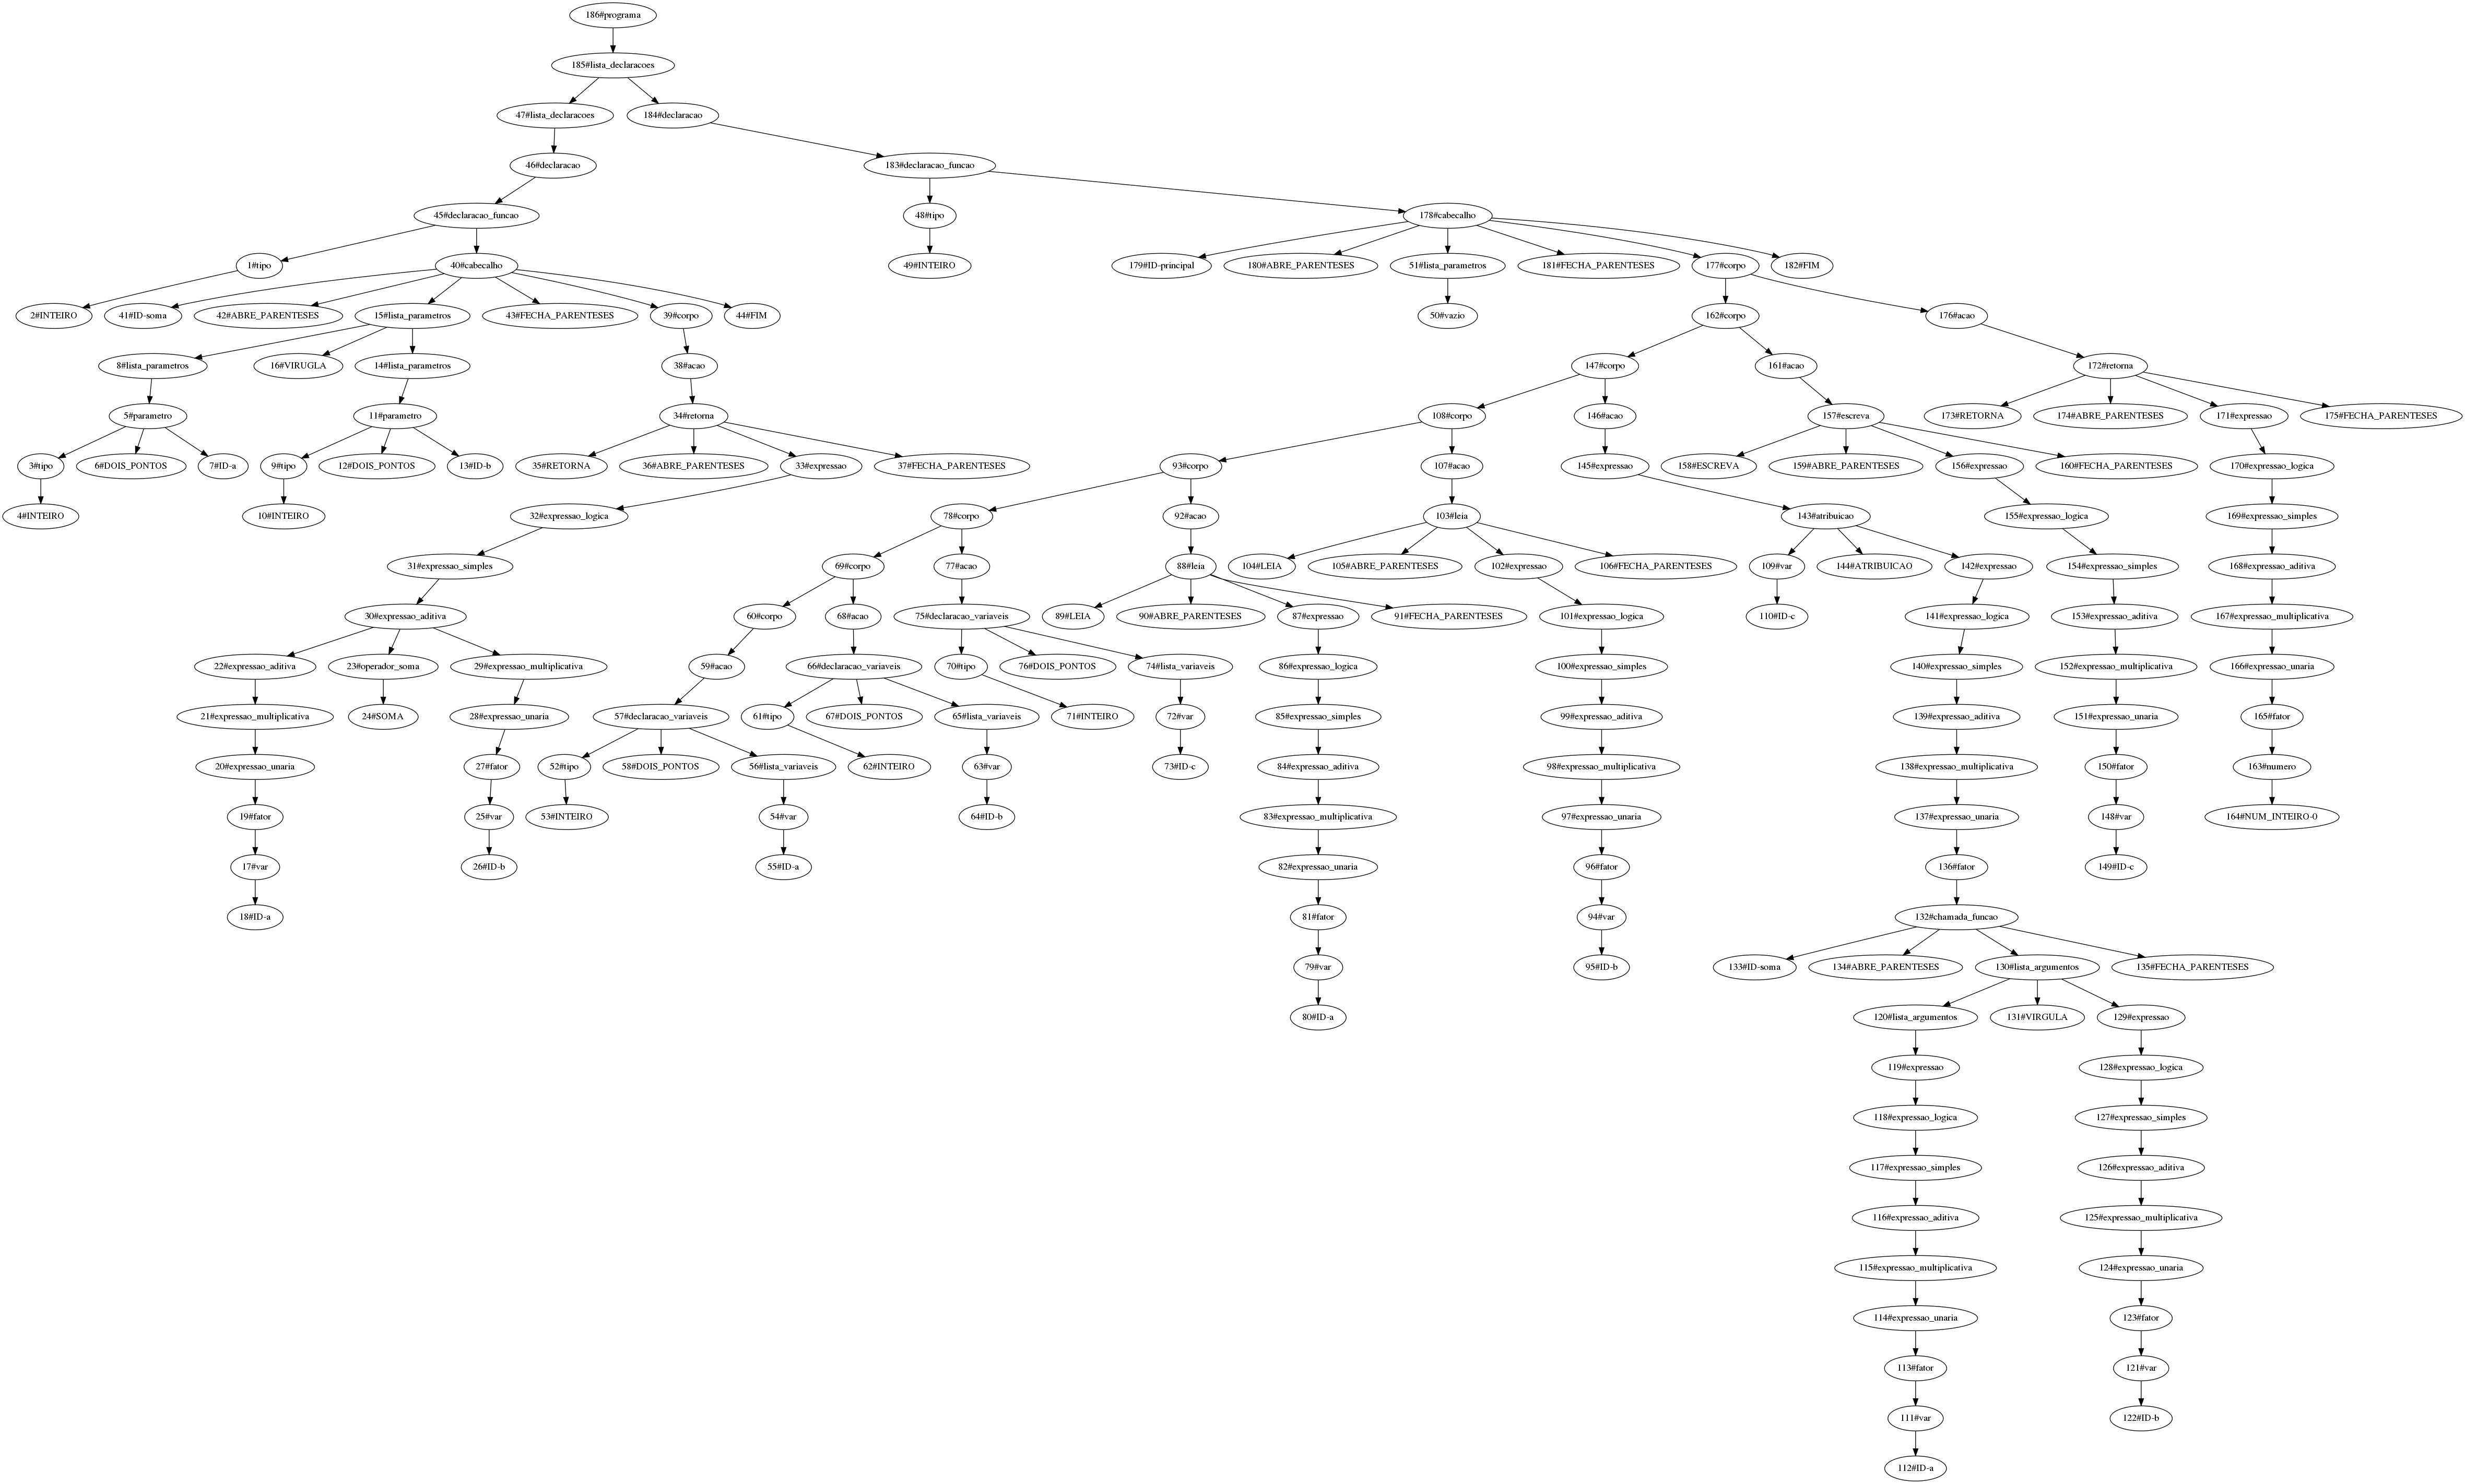 186#programa
185#lista_declaracoes
47#lista_declaracoes 184#declaracao
46#declaracao 183#declaracao_funcao
45#declaracao_funcao 48#tipo 178#cabecalho
1#tipo 40#cabecalho 49#INTEIRO 179#ID-principal 180#ABRE_PARENTESES 51#lista_parametros 181#FECHA_PARENTESES 177#corpo 182#FIM
2#INTEIRO 41#ID-soma 42#ABRE_PARENTESES 15#lista_parametros 43#FECHA_PARENTESES 39#corpo 44#FIM 50#vazio 162#corpo 176#acao
8#lista_parametros 16#VIRUGLA 14#lista_parametros 38#acao 147#corpo 161#acao 172#retorna
5#parametro 11#parametro 34#retorna 108#corpo 146#acao 157#escreva 173#RETORNA 174#ABRE_PARENTESES 171#expressao 175#FECHA_PARENTESES
3#tipo 6#DOIS_PONTOS 7#ID-a 9#tipo 12#DOIS_PONTOS 13#ID-b 35#RETORNA 36#ABRE_PARENTESES 33#expressao 37#FECHA_PARENTESES 93#corpo 107#acao 145#expressao 158#ESCREVA 159#ABRE_PARENTESES 156#expressao 160#FECHA_PARENTESES 170#expressao_logica
4#INTEIRO 10#INTEIRO 32#expressao_logica 78#corpo 92#acao 103#leia 143#atribuicao 155#expressao_logica 169#expressao_simples
31#expressao_simples 69#corpo 77#acao 88#leia 104#LEIA 105#ABRE_PARENTESES 102#expressao 106#FECHA_PARENTESES 109#var 144#ATRIBUICAO 142#expressao 154#expressao_simples 168#expressao_aditiva
30#expressao_aditiva 60#corpo 68#acao 75#declaracao_variaveis 89#LEIA 90#ABRE_PARENTESES 87#expressao 91#FECHA_PARENTESES 101#expressao_logica 110#ID-c 141#expressao_logica 153#expressao_aditiva 167#expressao_multiplicativa
22#expressao_aditiva 23#operador_soma 29#expressao_multiplicativa 59#acao 66#declaracao_variaveis 70#tipo 76#DOIS_PONTOS 74#lista_variaveis 86#expressao_logica 100#expressao_simples 140#expressao_simples 152#expressao_multiplicativa 166#expressao_unaria
21#expressao_multiplicativa 24#SOMA 28#expressao_unaria 57#declaracao_variaveis 61#tipo 67#DOIS_PONTOS 65#lista_variaveis 71#INTEIRO 72#var 85#expressao_simples 99#expressao_aditiva 139#expressao_aditiva 151#expressao_unaria 165#fator
20#expressao_unaria 27#fator 52#tipo 58#DOIS_PONTOS 56#lista_variaveis 62#INTEIRO 63#var 73#ID-c 84#expressao_aditiva 98#expressao_multiplicativa 138#expressao_multiplicativa 150#fator 163#numero
19#fator 25#var 53#INTEIRO 54#var 64#ID-b 83#expressao_multiplicativa 97#expressao_unaria 137#expressao_unaria 148#var 164#NUM_INTEIRO-0
17#var 26#ID-b 55#ID-a 82#expressao_unaria 96#fator 136#fator 149#ID-c
18#ID-a 81#fator 94#var 132#chamada_funcao
79#var 95#ID-b 133#ID-soma 134#ABRE_PARENTESES 130#lista_argumentos 135#FECHA_PARENTESES
80#ID-a 120#lista_argumentos 131#VIRGULA 129#expressao
119#expressao 128#expressao_logica
118#expressao_logica 127#expressao_simples
117#expressao_simples 126#expressao_aditiva
116#expressao_aditiva 125#expressao_multiplicativa
115#expressao_multiplicativa 124#expressao_unaria
114#expressao_unaria 123#fator
113#fator 121#var
111#var 122#ID-b
112#ID-a